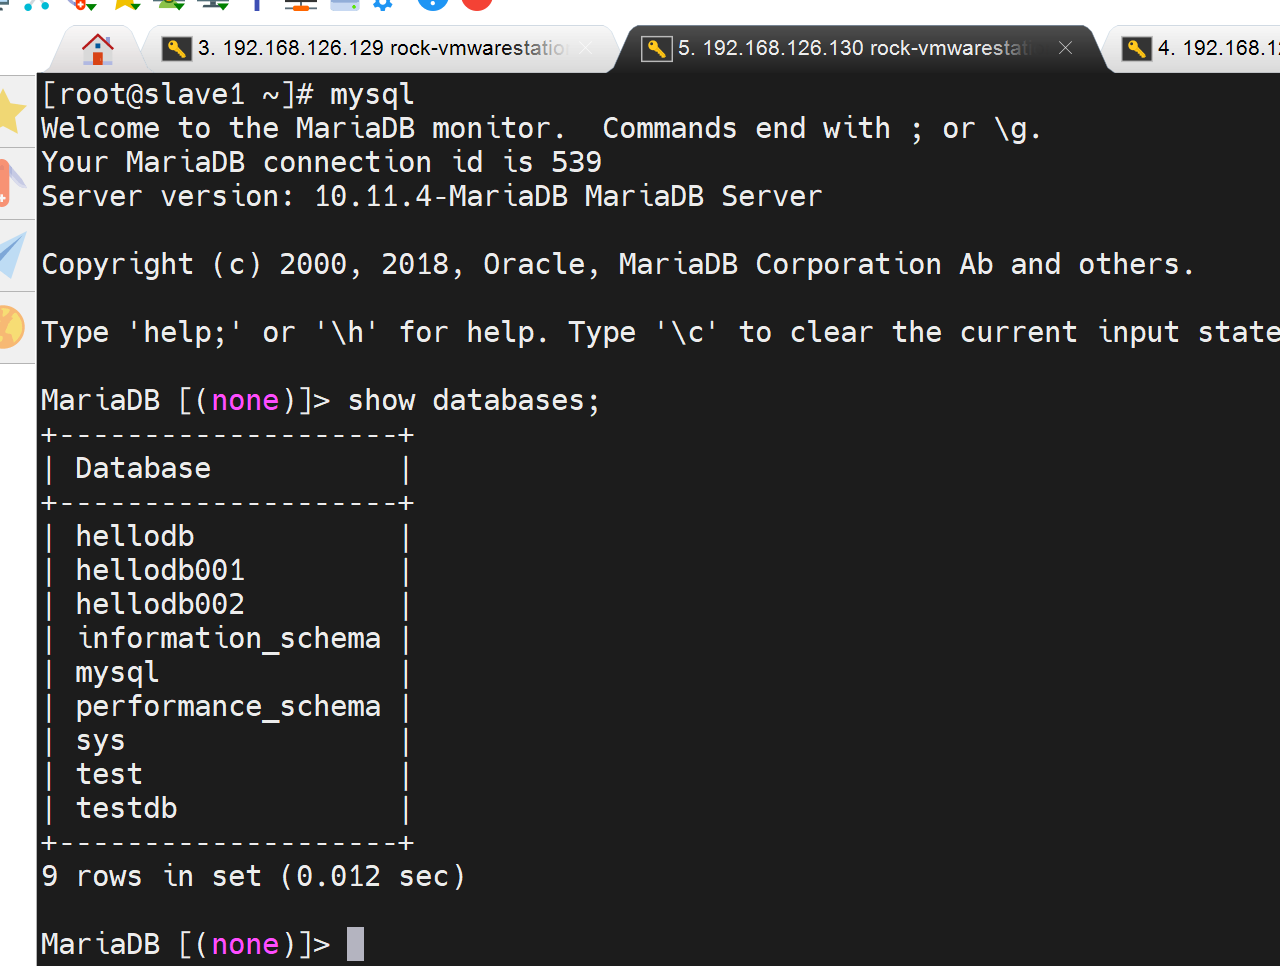 3. 192.168.126.129 rock-vmwarestation
5. 192.168.126.130 rock-vmwarestati
4. 192.168.12
[root@slave1 ~]# mysql
Welcome to the MariaDB monitor.  Commands end with ; or \g.
Your MariaDB connection id is 539
Server version: 10.11.4-MariaDB MariaDB Server
Copyright (c) 2000, 2018, Oracle, MariaDB Corporation Ab and others.
Type 'help;' or '\h' for help. Type '\c' to clear the current input state
MariaDB [(none)]> show databases;
+--------------------+
| Database           |
+--------------------+
| hellodb            |
| hellodb001         |
| hellodb002         |
| information_schema |
| mysql              |
| performance_schema |
| sys                |
| test               |
| testdb             |
+--------------------+
9 rows in set (0.012 sec)
MariaDB [(none)]>